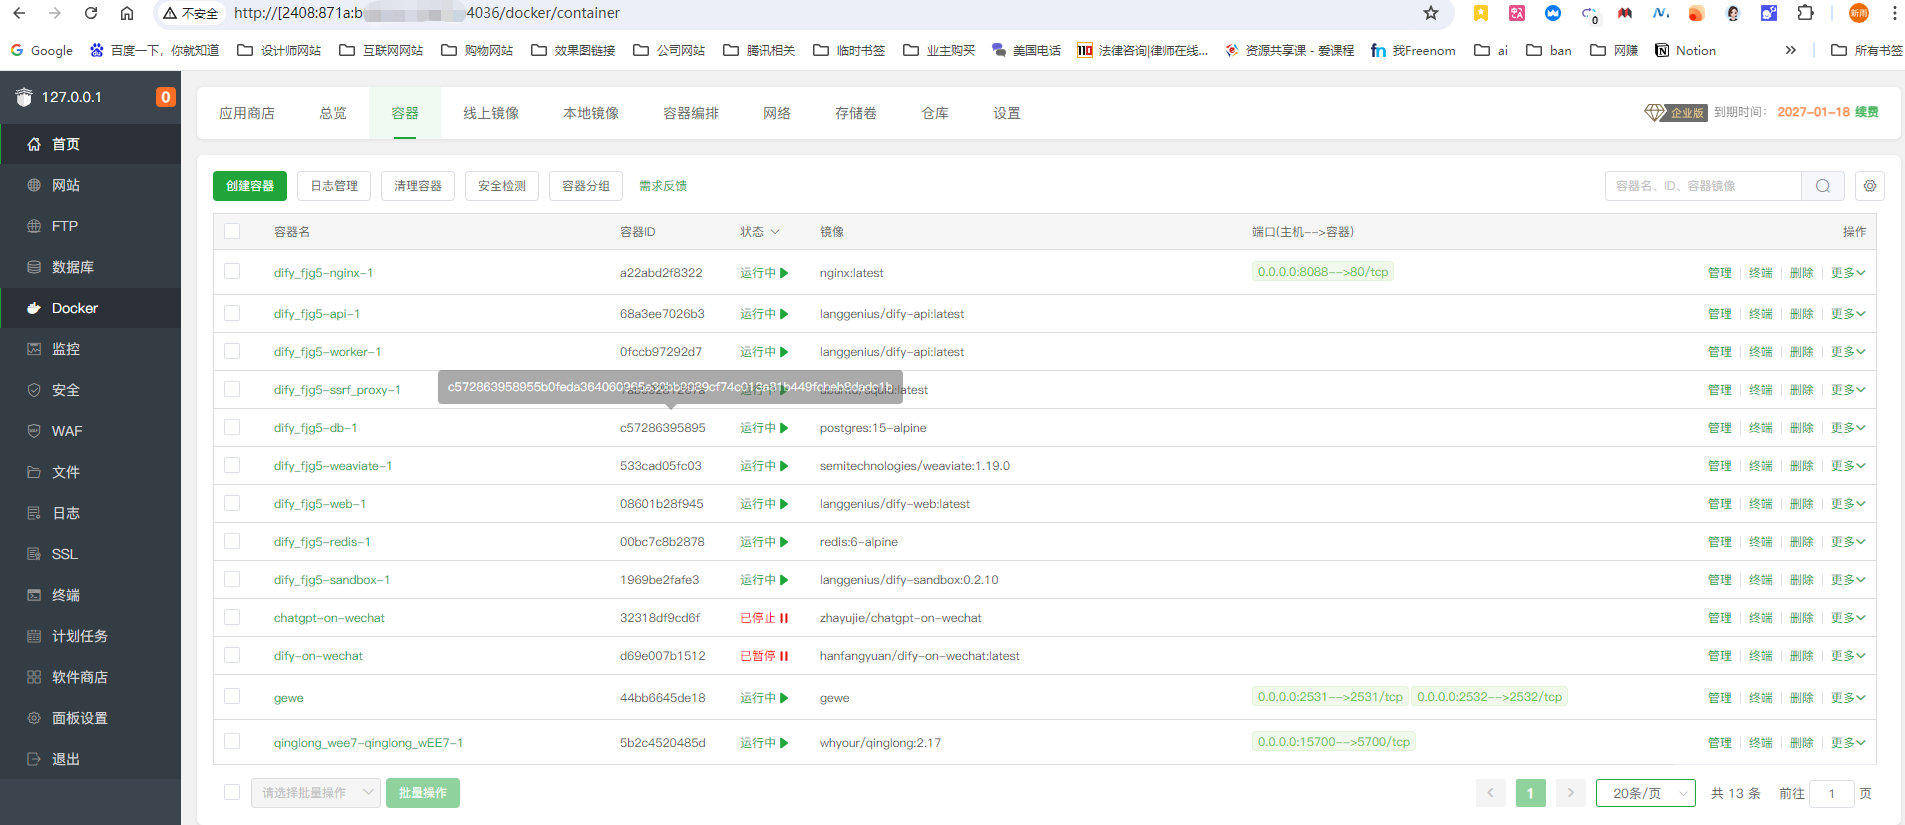 不安全 http://[2408:871a:b 4036/docker/container 0 新雨
Google 百度一下，你就知道 设计师网站 互联网网站 购物网站 效果图链接 公司网站 腾讯相关 临时书签 业主购买 美国电话 法律咨询|律师在线... 资源共享课 - 爱课程 我Freenom ai ban 网赚 Notion » 所有书签
127.0.0.1 0
首页
网站
FTP
数据库
Docker
监控
安全
WAF
文件
日志
SSL
终端
计划任务
软件商店
面板设置
退出
应用商店 总览 容器 线上镜像 本地镜像 容器编排 网络 存储卷 仓库 设置 企业版 到期时间： 2027-01-18 续费
创建容器 日志管理 清理容器 安全检测 容器分组 需求反馈 容器名、ID、容器镜像
容器名 容器ID 状态 镜像 端口(主机-->容器) 操作
dify_fjg5-nginx-1 a22abd2f8322 运行中 nginx:latest 0.0.0.0:8088-->80/tcp 管理 终端 删除 更多
dify_fjg5-api-1 68a3ee7026b3 运行中 langgenius/dify-api:latest 管理 终端 删除 更多
dify_fjg5-worker-1 0fccb97292d7 运行中 langgenius/dify-api:latest 管理 终端 删除 更多
dify_fjg5-ssrf_proxy-1 管理 终端 删除 更多
dify_fjg5-db-1 c57286395895 运行中 postgres:15-alpine 管理 终端 删除 更多
dify_fjg5-weaviate-1 533cad05fc03 运行中 semitechnologies/weaviate:1.19.0 管理 终端 删除 更多
dify_fjg5-web-1 08601b28f945 运行中 langgenius/dify-web:latest 管理 终端 删除 更多
dify_fjg5-redis-1 00bc7c8b2878 运行中 redis:6-alpine 管理 终端 删除 更多
dify_fjg5-sandbox-1 1969be2fafe3 运行中 langgenius/dify-sandbox:0.2.10 管理 终端 删除 更多
chatgpt-on-wechat 32318df9cd6f 已停止 zhayujie/chatgpt-on-wechat 管理 终端 删除 更多
dify-on-wechat d69e007b1512 已暂停 hanfangyuan/dify-on-wechat:latest 管理 终端 删除 更多
gewe 44bb6645de18 运行中 gewe 0.0.0.0:2531-->2531/tcp 0.0.0.0:2532-->2532/tcp 管理 终端 删除 更多
qinglong_wee7-qinglong_wEE7-1 5b2c4520485d 运行中 whyour/qinglong:2.17 0.0.0.0:15700-->5700/tcp 管理 终端 删除 更多
请选择批量操作 批量操作 1 20条/页 共 13 条 前往 1 页